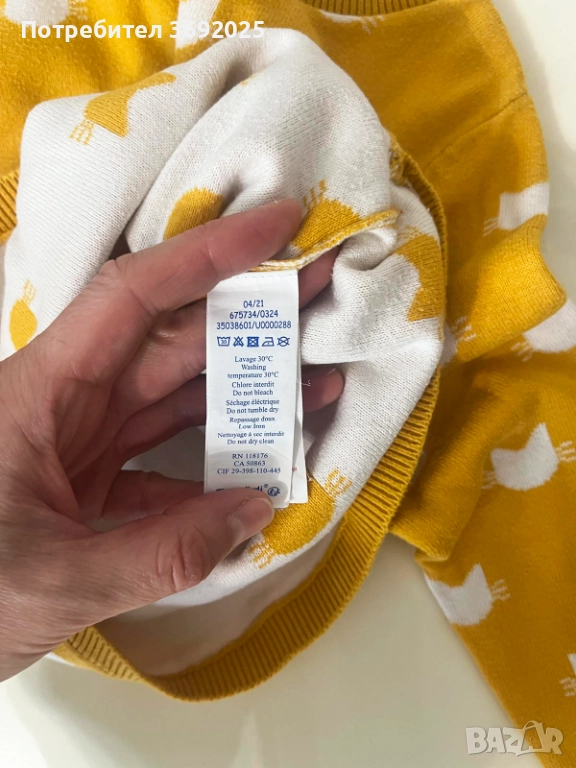 Потребител 3692025
04/21
675734/0324
35038601/U0000288
Lavage 30°C
Washing
temperature 30°C
Chlore interdit
Do not bleach
Séchage éléctrique
Do not tumble dry
Repassage doux
Low Iron
Nettoyage à sec interdit
Do not dry clean
RN 118176
CA 50863
CIF 29-398-110-445
BAZAR